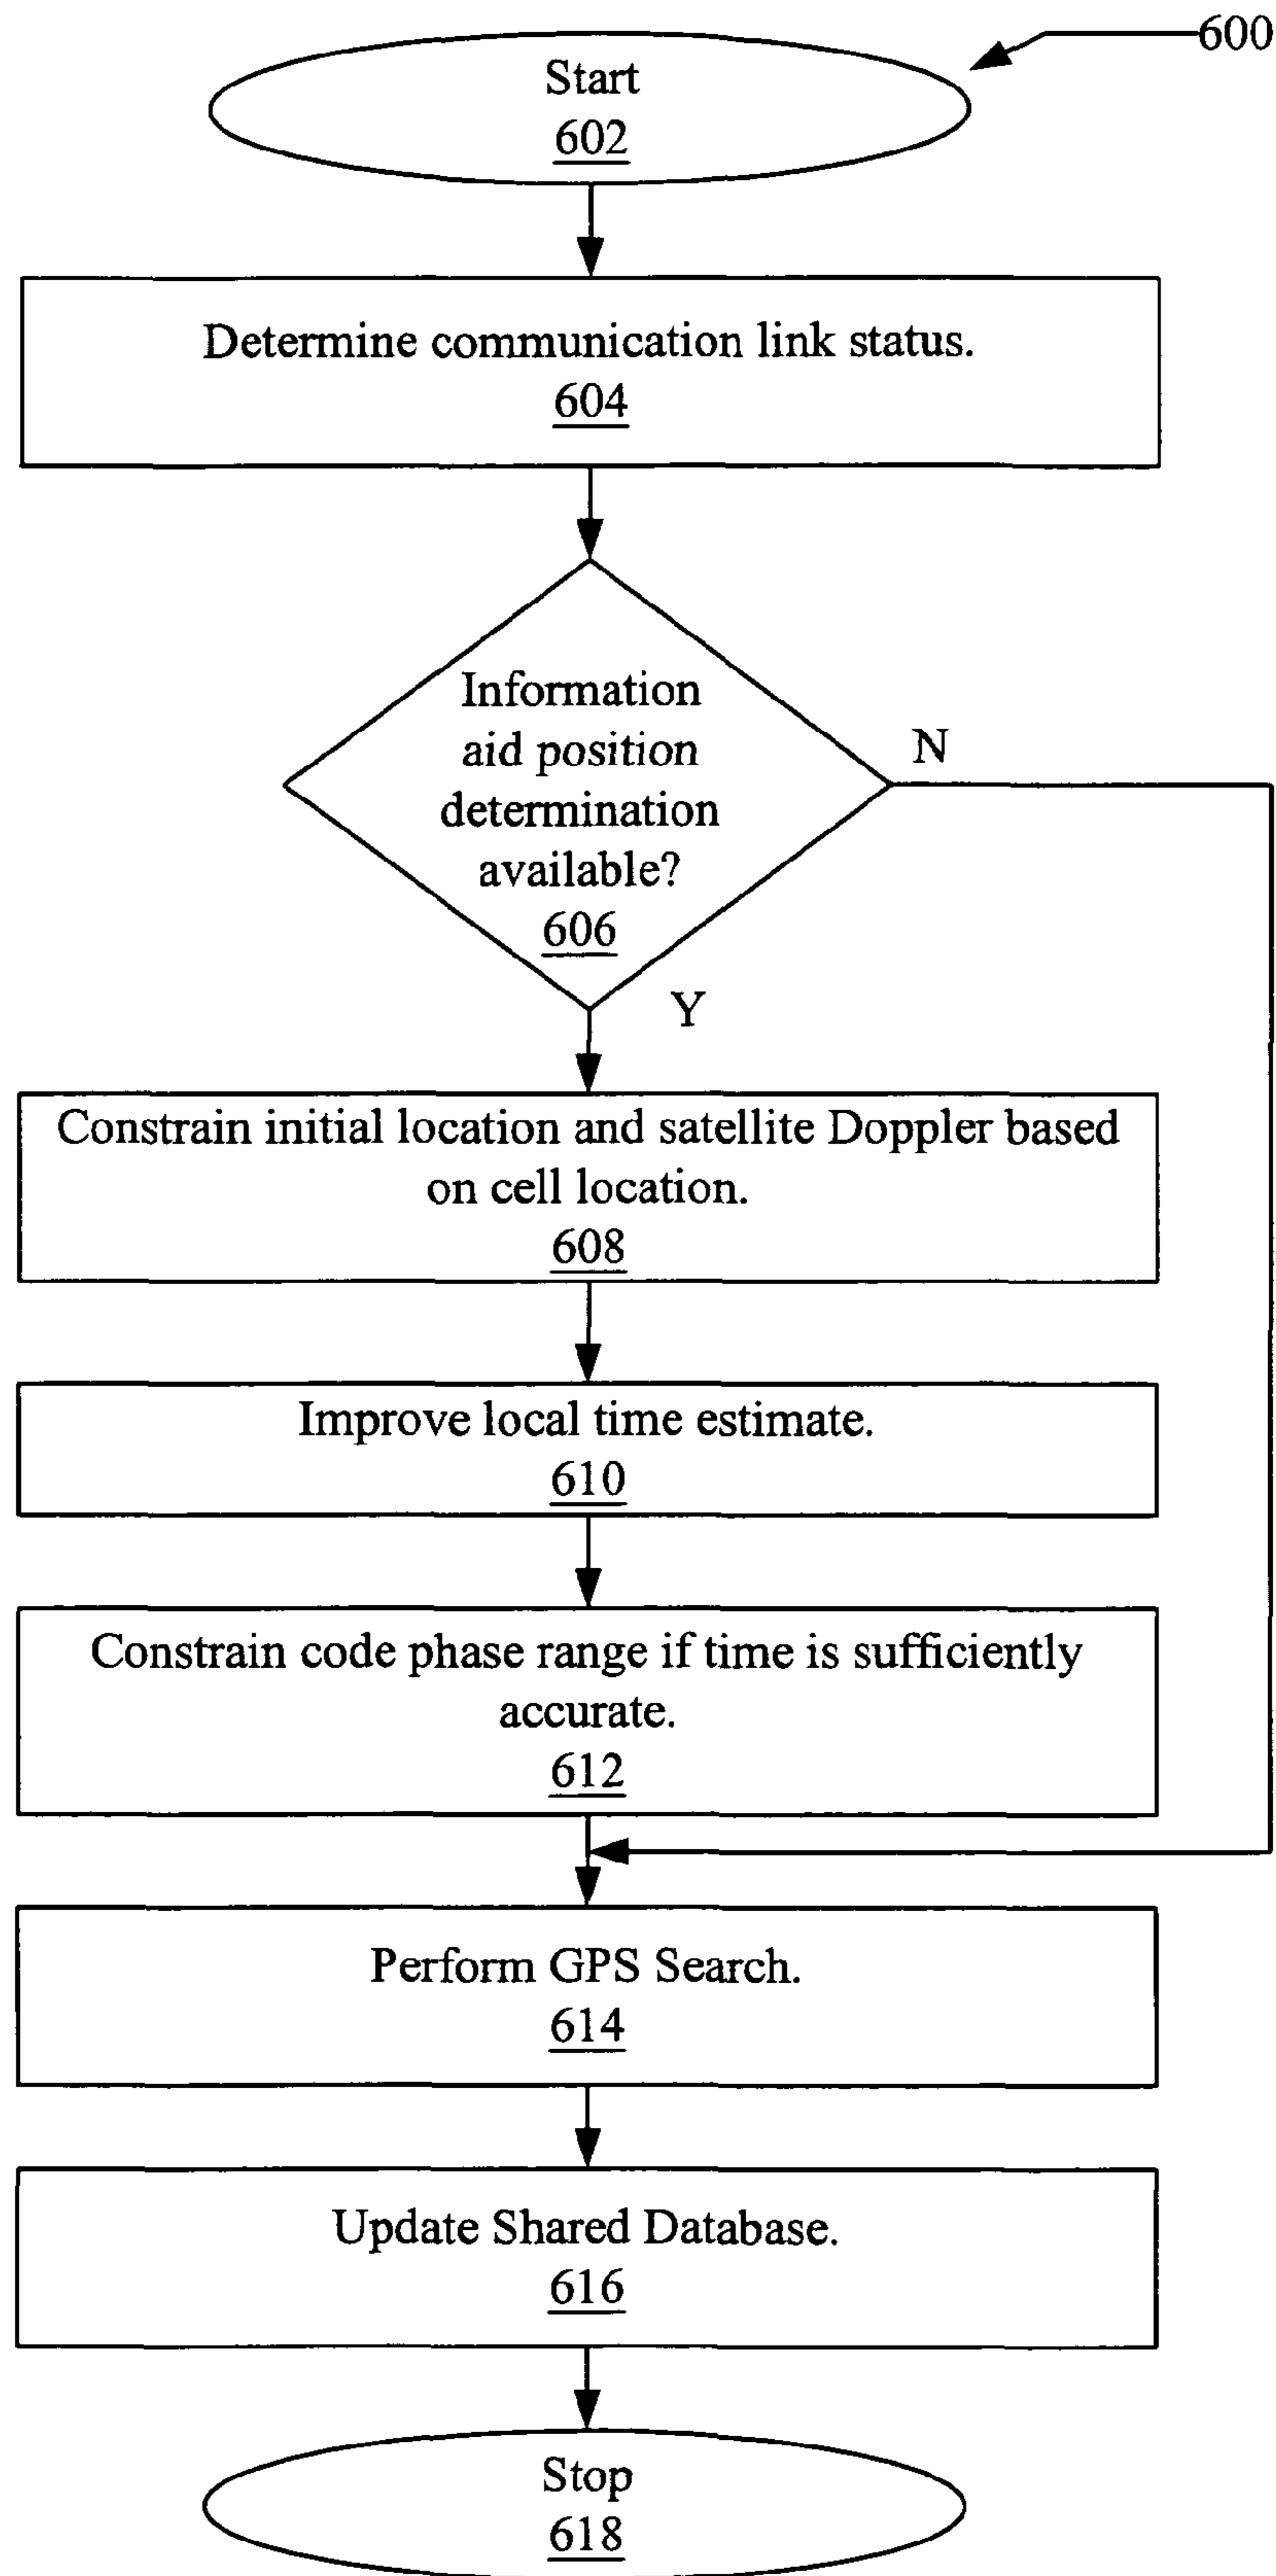 600
Start
602
Determine communication link status.
604
Information
aid position
determination
available?
606
N
Y
Constrain initial location and satellite Doppler based
on cell location.
608
Improve local time estimate.
610
Constrain code phase range if time is sufficiently
accurate.
612
Perform GPS Search.
614
Update Shared Database.
616
Stop
618